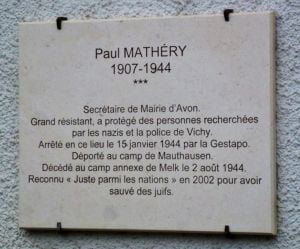 Paul MATHÉRY
1907-1944
***
Secrétaire de Mairie d'Avon.
Grand résistant, a protégé des personnes recherchées
par les nazis et la police de Vichy.
Arrêté en ce lieu le 15 janvier 1944 par la Gestapo.
Déporté au camp de Mauthausen.
Décédé au camp annexe de Melk le 2 août 1944.
Reconnu « Juste parmi les nations » en 2002 pour avoir
sauvé des juifs.